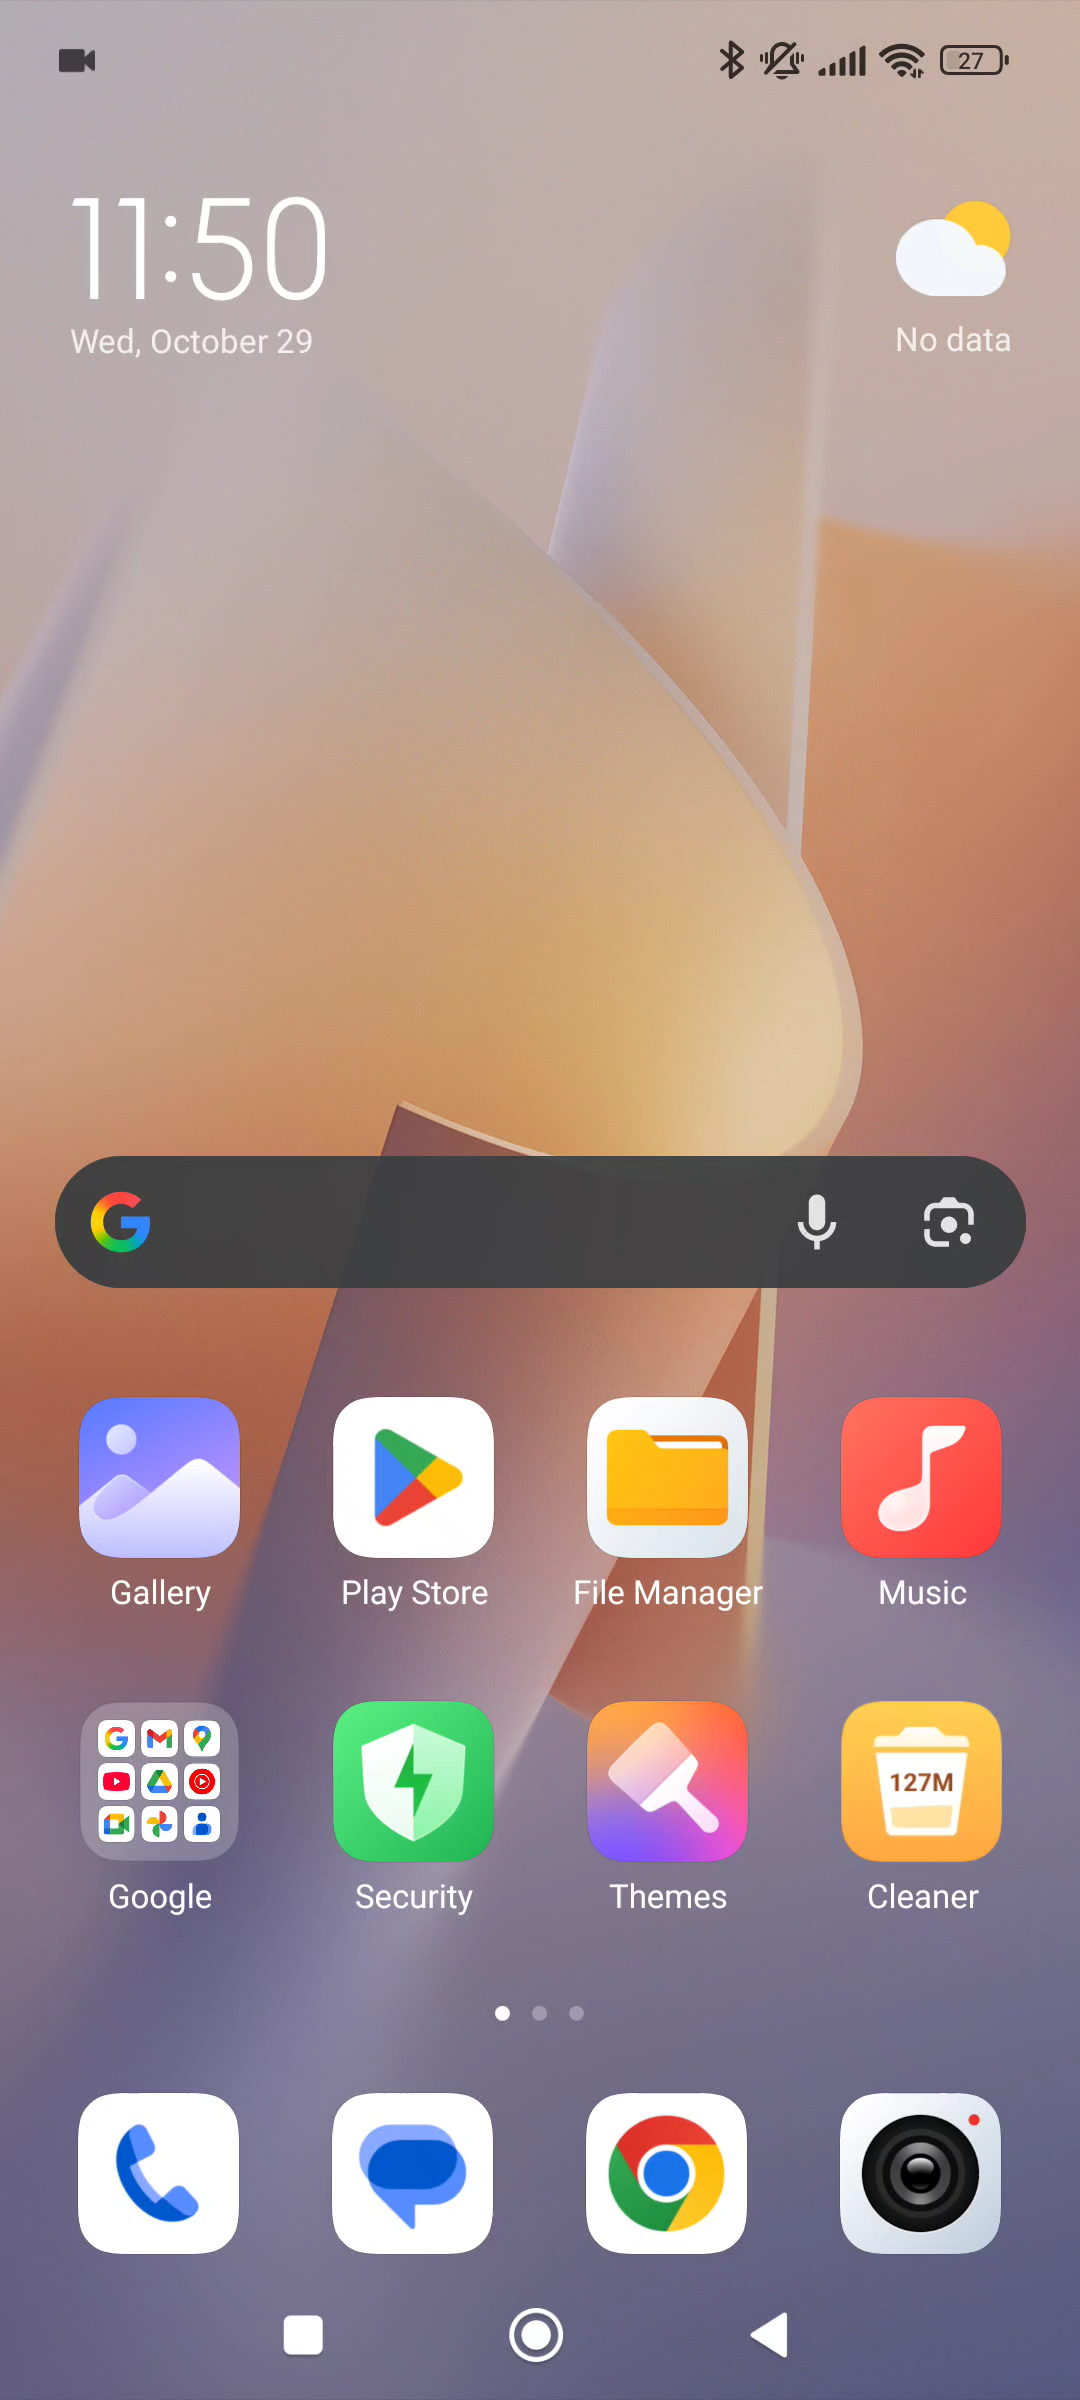 27
11:50
Wed, October 29
No data
Gallery
Play Store
File Manager
Music
127M
Google
Security
Themes
Cleaner